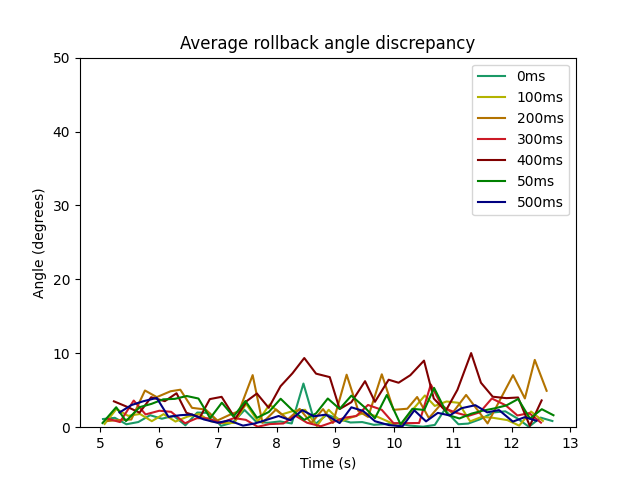 Average rollback angle discrepancy
50
40
30
20
10
0
Angle (degrees)
5
6
7
8
9
10
11
12
13
Time (s)
0ms
100ms
200ms
300ms
400ms
50ms
500ms